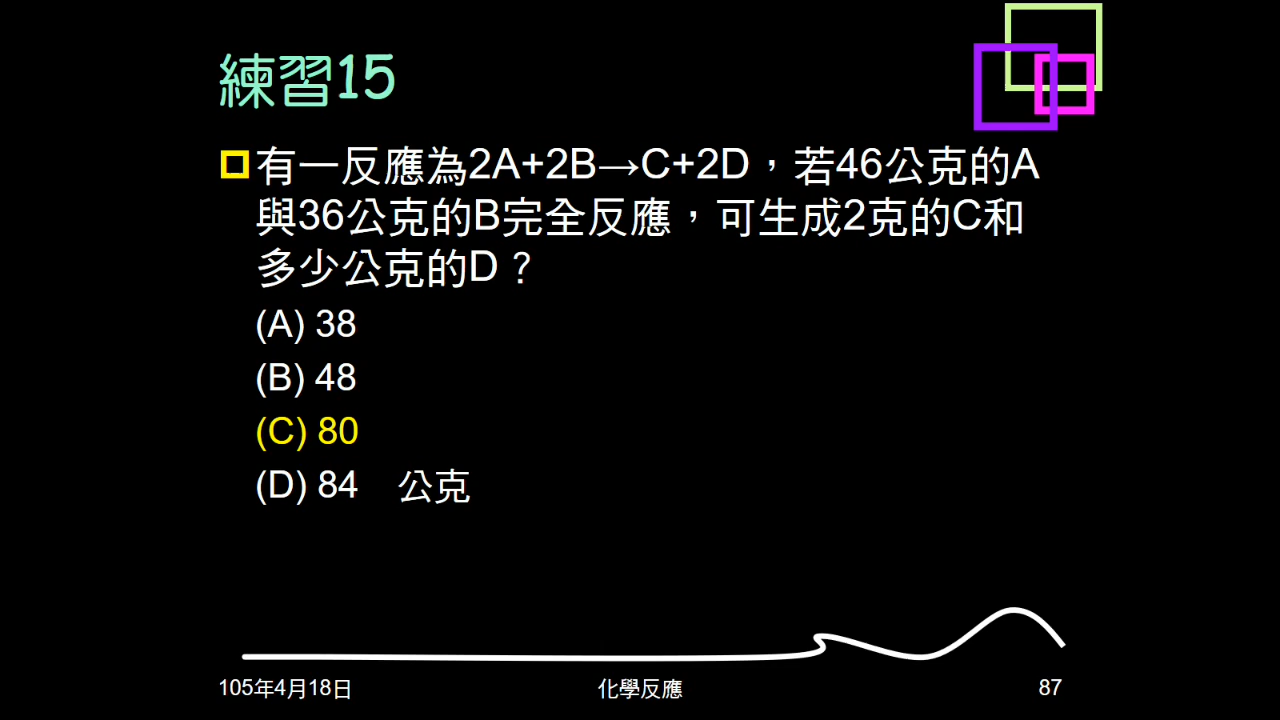 練習15
有一反應為2A+2B→C+2D，若46公克的A
與36公克的B完全反應，可生成2克的C和
多少公克的D？
(A) 38
(B) 48
(C) 80
(D) 84 公克
105年4月18日 化學反應 87